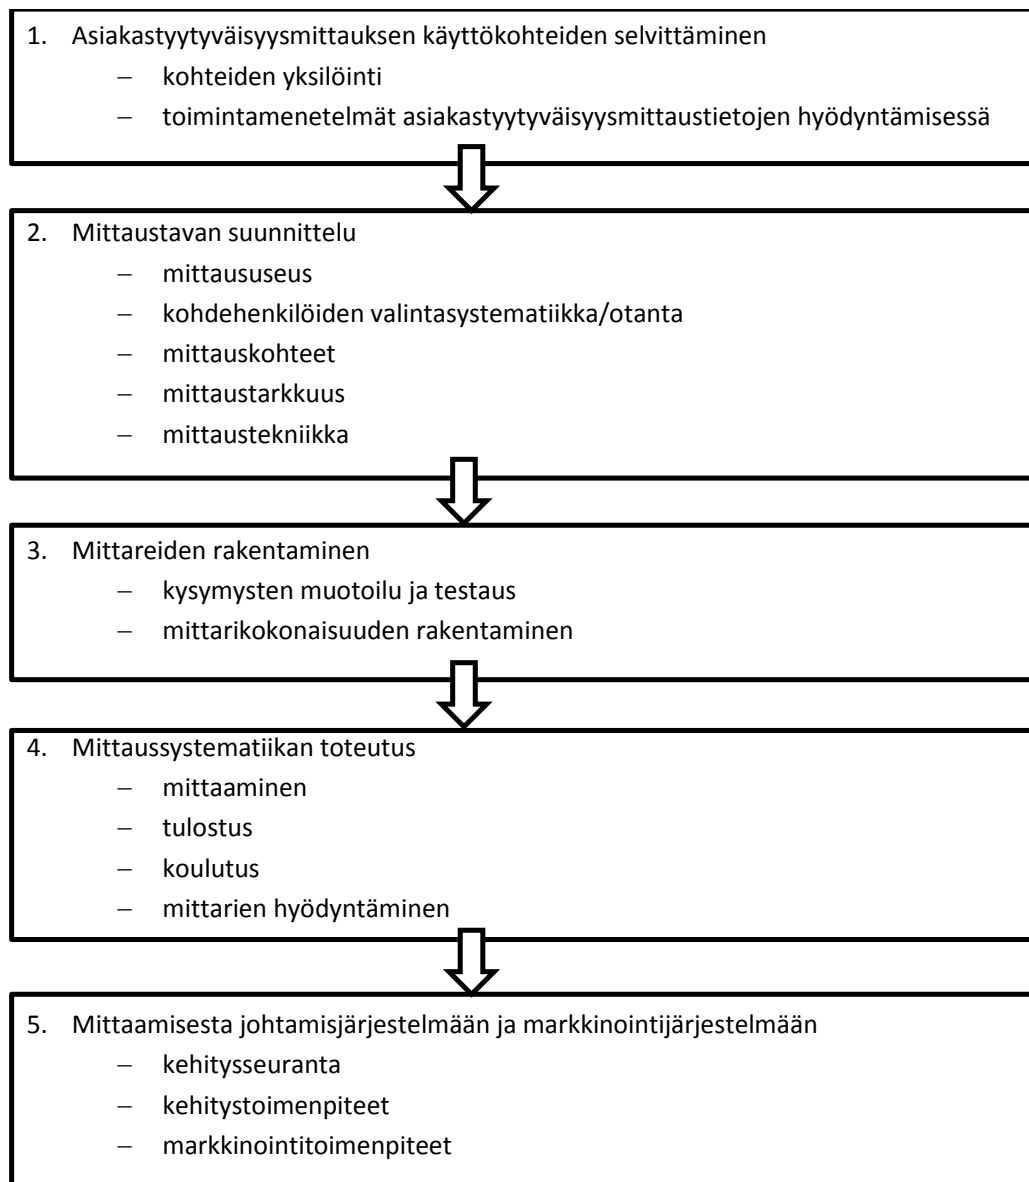 1. Asiakastyytyväisyysmittauksen käyttökohteiden selvittäminen
– kohteiden yksilöinti
– toimintamenetelmät asiakastyytyväisyysmittaustietojen hyödyntämisessä
2. Mittaustavan suunnittelu
– mittaususeus
– kohdehenkilöiden valintasystematiikka/otanta
– mittauskohteet
– mittaustarkkuus
– mittaustekniikka
3. Mittareiden rakentaminen
– kysymysten muotoilu ja testaus
– mittarikokonaisuuden rakentaminen
4. Mittaussystematiikan toteutus
– mittaaminen
– tulostus
– koulutus
– mittarien hyödyntäminen
5. Mittaamisesta johtamisjärjestelmään ja markkinointijärjestelmään
– kehitysseuranta
– kehitystoimenpiteet
– markkinointitoimenpiteet